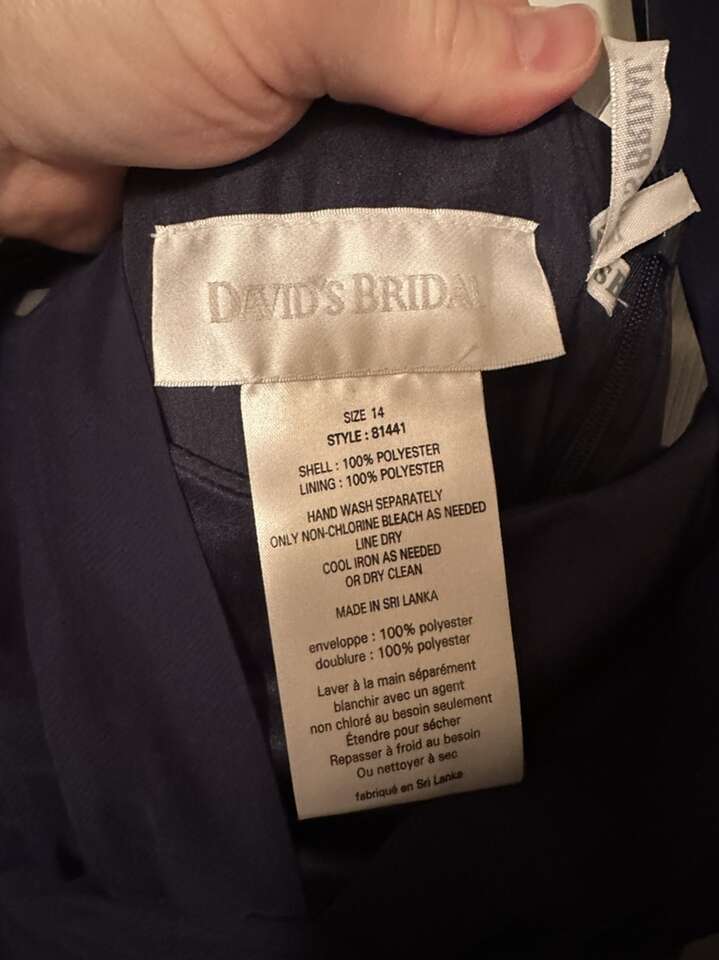 DAVID'S BRIDAL
SIZE 14
STYLE : 81441
SHELL : 100% POLYESTER
LINING : 100% POLYESTER
HAND WASH SEPARATELY
ONLY NON-CHLORINE BLEACH AS NEEDED
LINE DRY
COOL IRON AS NEEDED
OR DRY CLEAN
MADE IN SRI LANKA
enveloppe : 100% polyester
doublure : 100% polyester
Laver à la main séparément
blanchir avec un agent
non chloré au besoin seulement
Étendre pour sécher
Repasser à froid au besoin
Ou nettoyer à sec
fabriqué en Sri Lanka